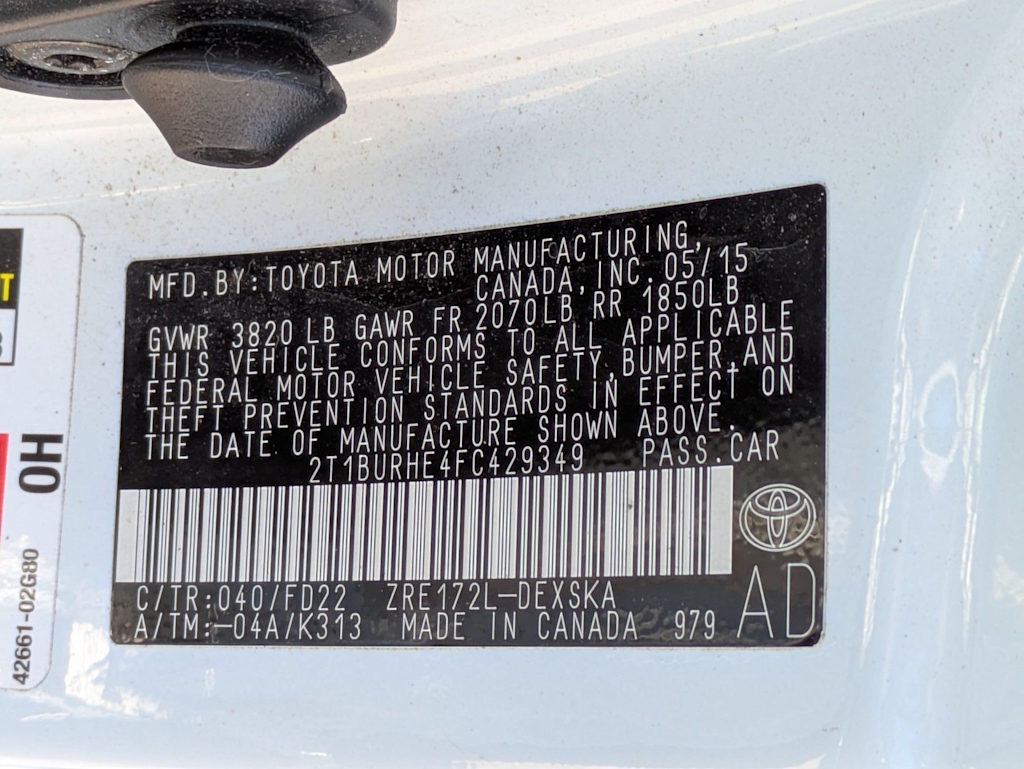 MFD.BY:TOYOTA MOTOR MANUFACTURING,
CANADA, INC. 05/15
GVWR 3820 LB GAWR FR 2070LB RR 1850LB
THIS VEHICLE CONFORMS TO ALL APPLICABLE
FEDERAL MOTOR VEHICLE SAFETY, BUMPER, AND
THEFT PREVENTION STANDARDS IN EFFECT ON
THE DATE OF MANUFACTURE SHOWN ABOVE.
2T1BURHE4FC429349 PASS.CAR
C/TR:040/FD22 ZRE172L-DEXSKA
A/TM:-04A/K313 MADE IN CANADA 979 AD
0H
42661-02G80